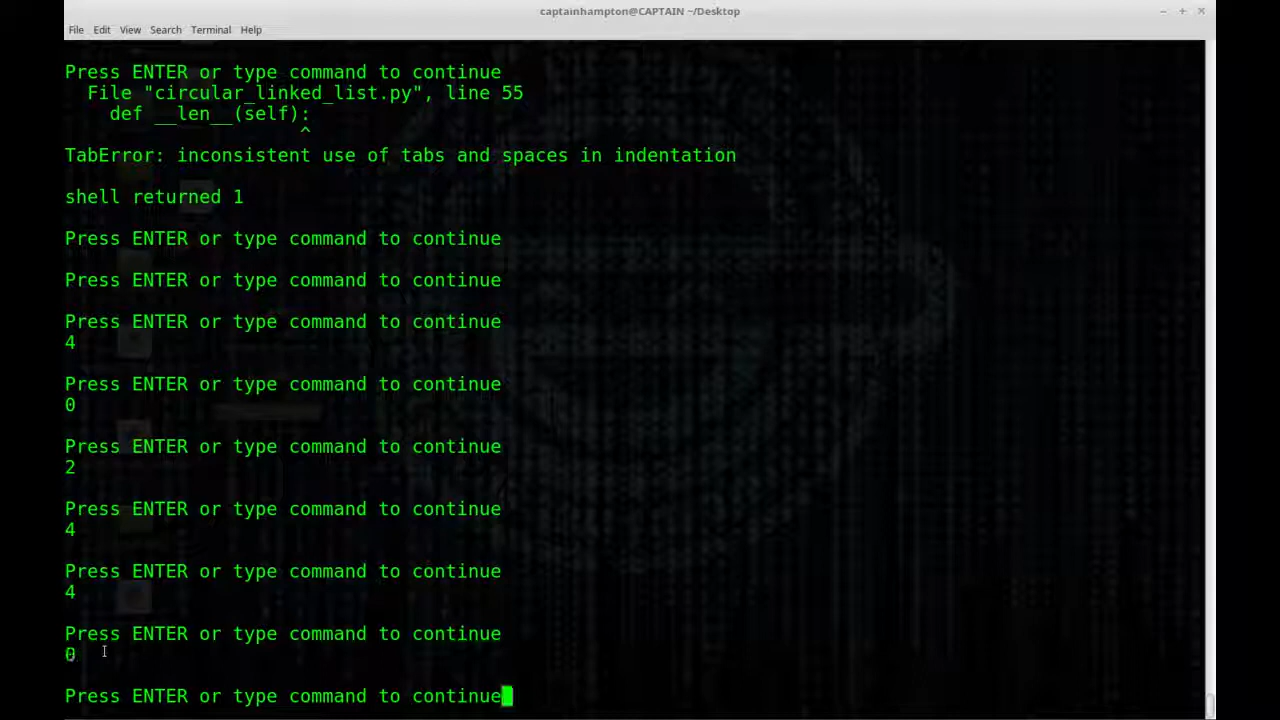 captainhampton@CAPTAIN ~/Desktop
File Edit View Search Terminal Help
Press ENTER or type command to continue
File "circular_linked_list.py", line 55
def __len__(self):
^
TabError: inconsistent use of tabs and spaces in indentation
shell returned 1
Press ENTER or type command to continue
Press ENTER or type command to continue
Press ENTER or type command to continue
4
Press ENTER or type command to continue
0
Press ENTER or type command to continue
2
Press ENTER or type command to continue
4
Press ENTER or type command to continue
4
Press ENTER or type command to continue
0
Press ENTER or type command to continue